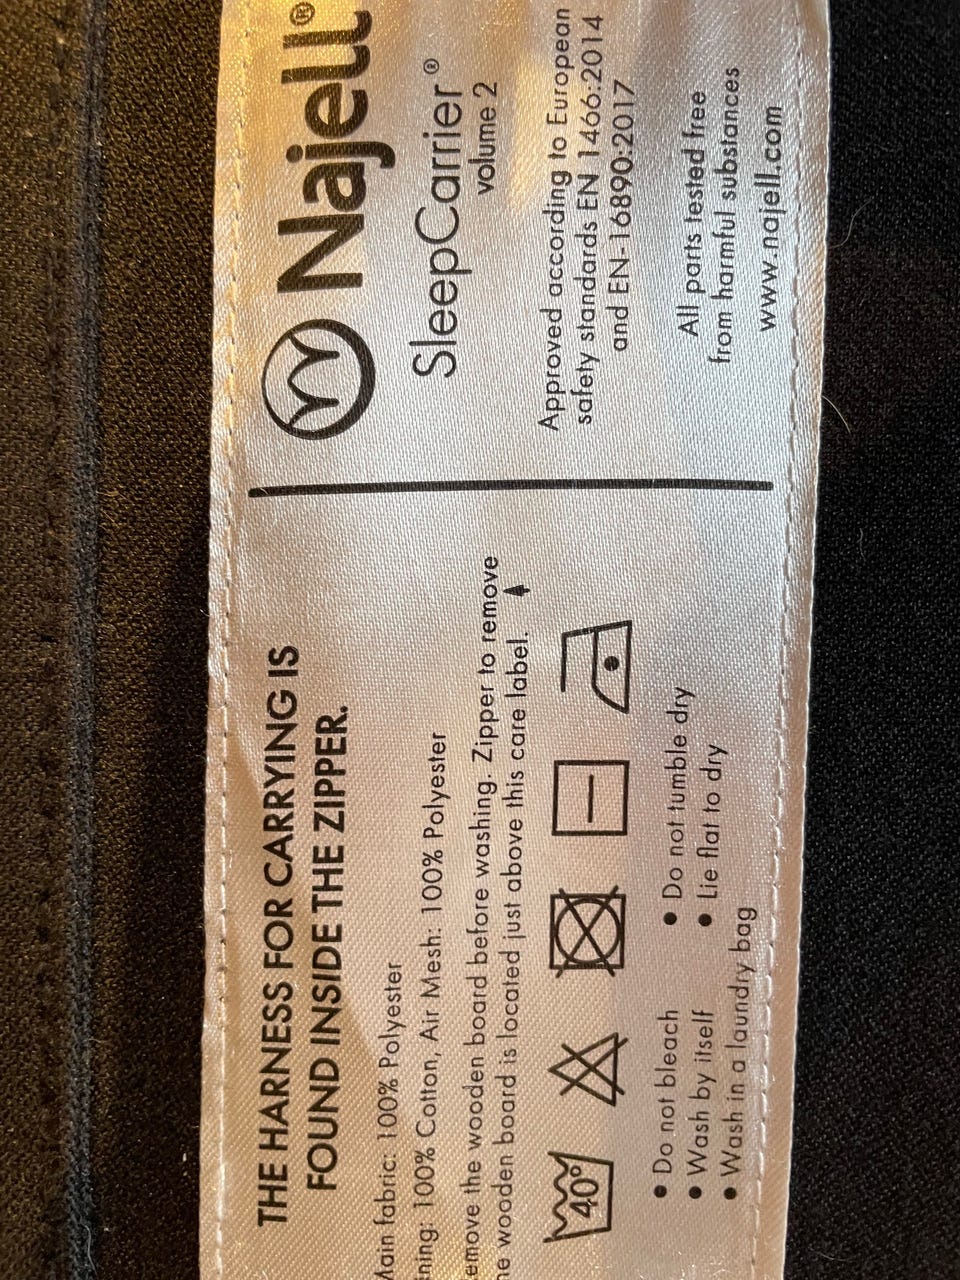 THE HARNESS FOR CARRYING IS
FOUND INSIDE THE ZIPPER.
Main fabric: 100% Polyester
ning: 100% Cotton, Air Mesh: 100% Polyester
emove the wooden board before washing. Zipper to remove
he wooden board is located just above this care label.
40°
• Do not bleach
• Wash by itself
• Wash in a laundry bag
• Do not tumble dry
• Lie flat to dry
Najell®
SleepCarrier®
volume 2
Approved according to European
safety standards EN 1466:2014
and EN-16890:2017
All parts tested free
from harmful substances
www.najell.com